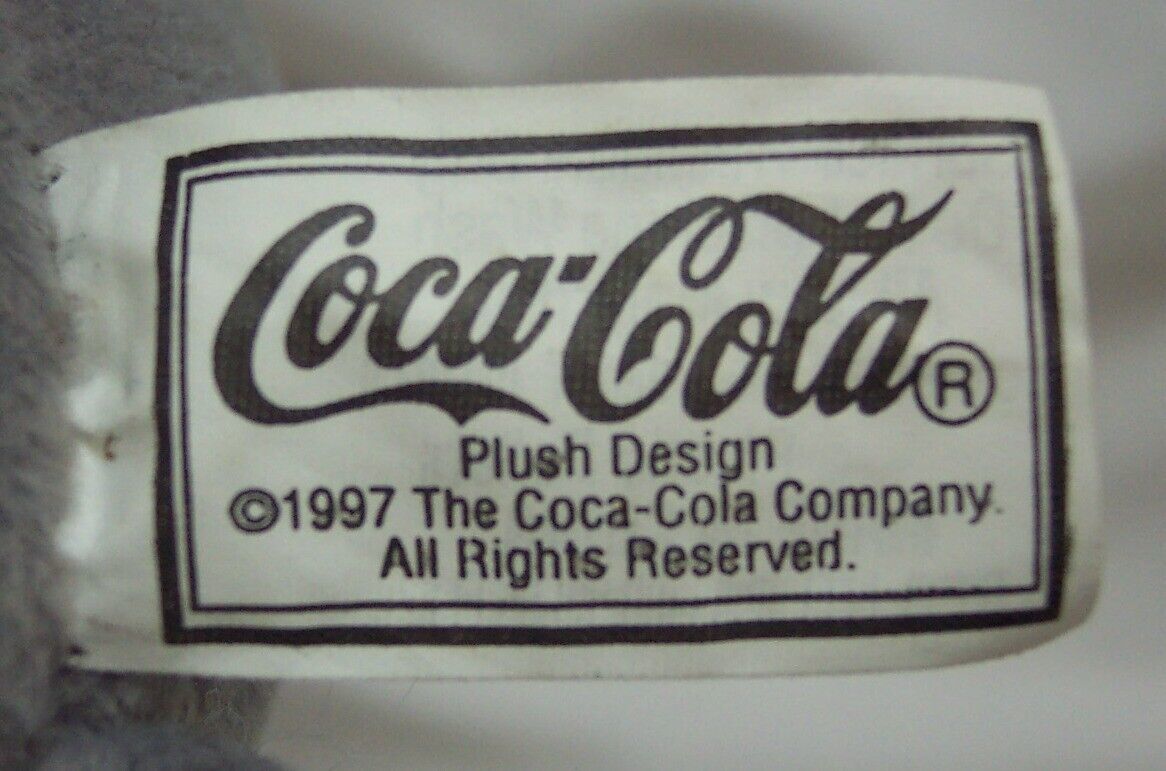 Coca-Cola®
Plush Design
©1997 The Coca-Cola Company.
All Rights Reserved.